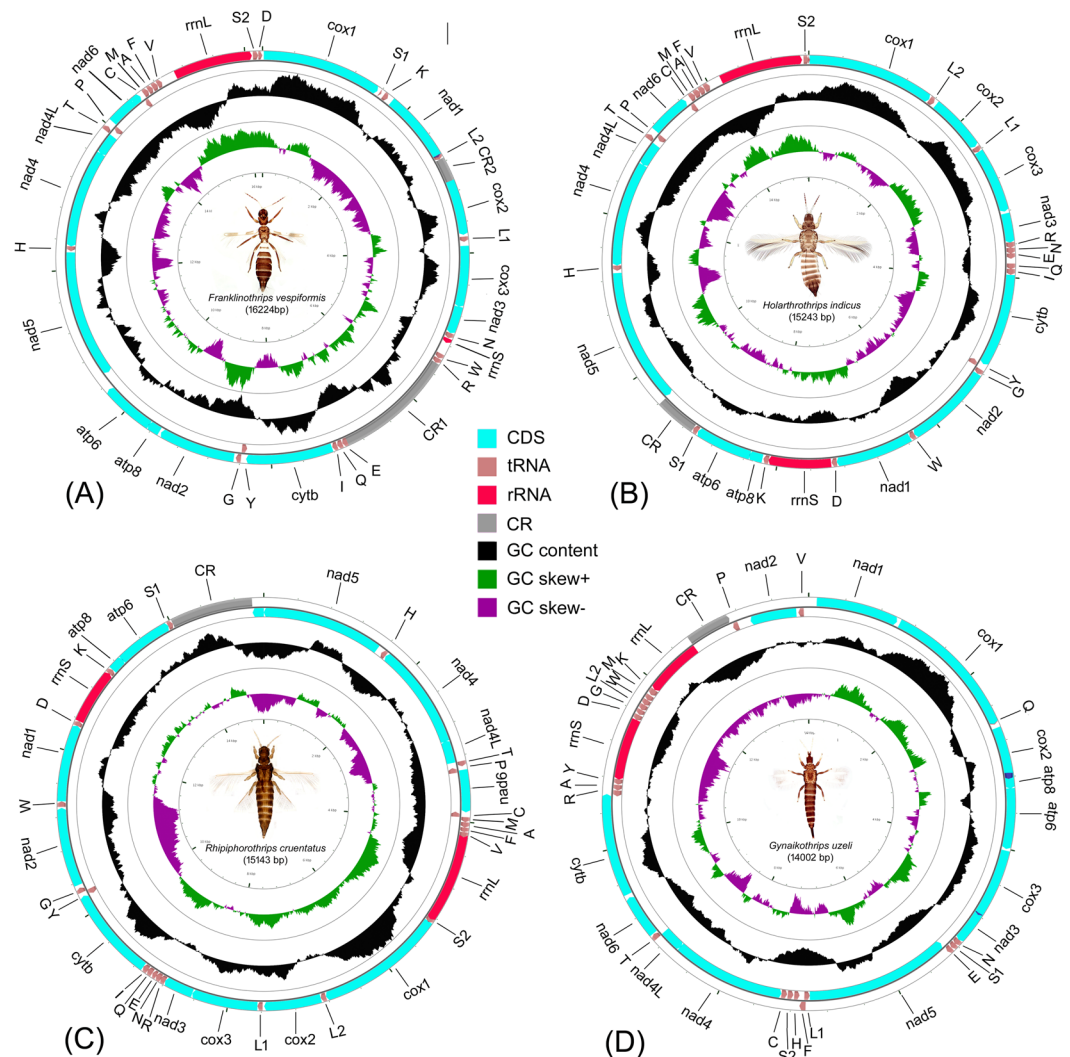 S2
D
rrnL
cox1
V
F
A
M
C
nad6
P
T
nad4L
nad4
H
nad5
atp6
atp8
nad2
G
Y
cytb
I
Q
E
CR1
R
W
rrnS
N
nad3
cox3
L1
cox2
CR2
L2
nad1
K
S1
Franklinothrips vespiformis
(16224bp)
(A)
S2
rrnL
cox1
L2
cox2
L1
cox3
nad3
R
N
E
Q
I
cytb
Y
G
nad2
W
nad1
D
rrnS
K
atp8
atp6
S1
CR
nad5
H
nad4
nad4L
T
P
nad6
C
M
A
F
V
Holarthrothrips indicus
(15243 bp)
(B)
CDS
tRNA
rRNA
CR
GC content
GC skew+
GC skew-
CR
nad5
H
nad4
nad4L
T
P
nad6
C
M
A
F
V
rrnL
S2
cox1
L2
cox2
L1
cox3
nad3
R
N
E
Q
I
cytb
Y
G
nad2
W
nad1
D
rrnS
K
atp8
atp6
S1
Rhipiphorothrips cruentatus
(15143 bp)
(C)
V
nad2
P
CR
nad1
cox1
Q
cox2
atp8
atp6
cox3
nad3
N
S1
E
nad5
L1
F
H
S2
C
nad4
nad4L
T
nad6
cytb
R
A
Y
rrnS
D
G
L2
W
M
K
rrnL
Gynaikothrips uzeli
(14002 bp)
(D)